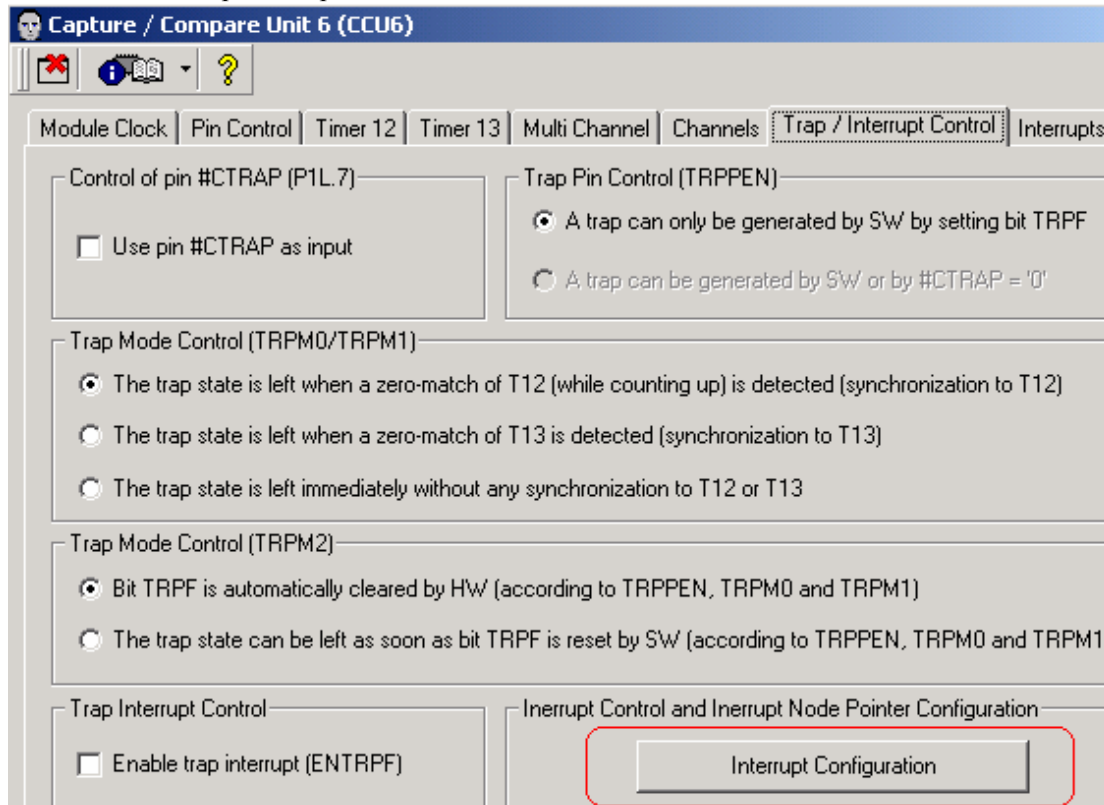 Capture / Compare Unit 6 (CCU6)
Module Clock Pin Control Timer 12 Timer 13 Multi Channel Channels Trap / Interrupt Control Interrupts
Control of pin #CTRAP (P1L.7)
Use pin #CTRAP as input
Trap Pin Control (TRPPEN)
A trap can only be generated by SW by setting bit TRPF
A trap can be generated by SW or by #CTRAP = '0'
Trap Mode Control (TRPM0/TRPM1)
The trap state is left when a zero-match of T12 (while counting up) is detected (synchronization to T12)
The trap state is left when a zero-match of T13 is detected (synchronization to T13)
The trap state is left immediately without any synchronization to T12 or T13
Trap Mode Control (TRPM2)
Bit TRPF is automatically cleared by HW (according to TRPPEN, TRPM0 and TRPM1)
The trap state can be left as soon as bit TRPF is reset by SW (according to TRPPEN, TRPM0 and TRPM1
Trap Interrupt Control
Enable trap interrupt (ENTRPF)
Inerrupt Control and Inerrupt Node Pointer Configuration
Interrupt Configuration